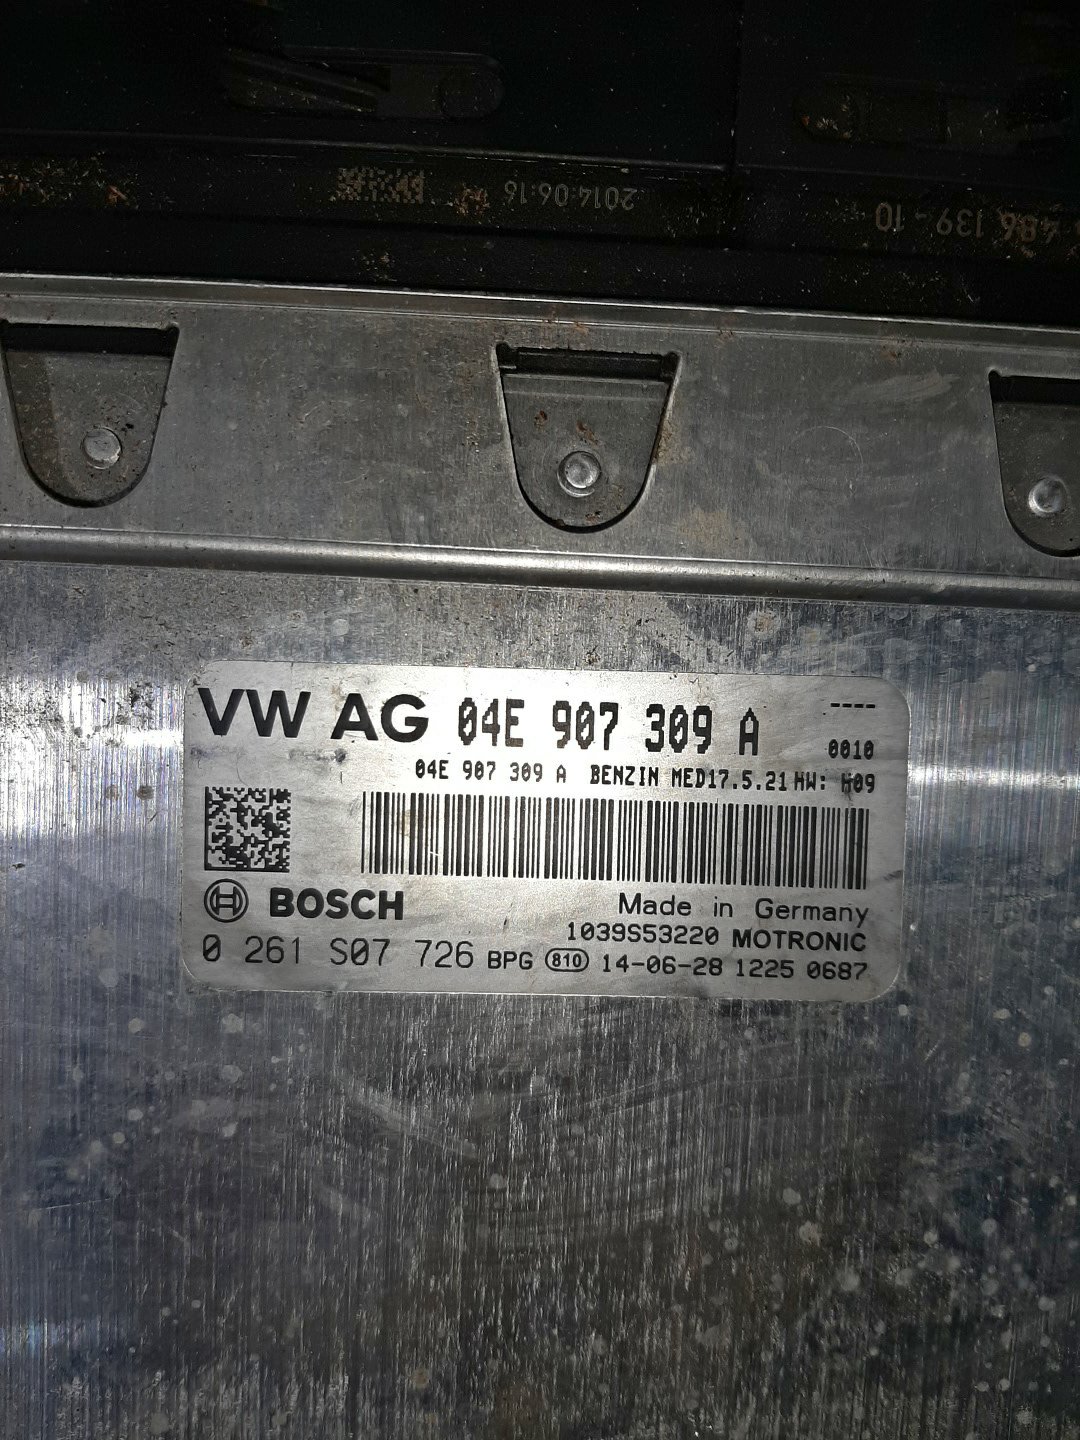 2014:06:16
486 139-10
VW AG 04E 907 309 A ----
0010
04E 907 309 A BENZIN MED17.5.21 HW: H09
BOSCH Made in Germany
1039S53220 MOTRONIC
0 261 S07 726 BPG 810 14-06-28 1225 0687